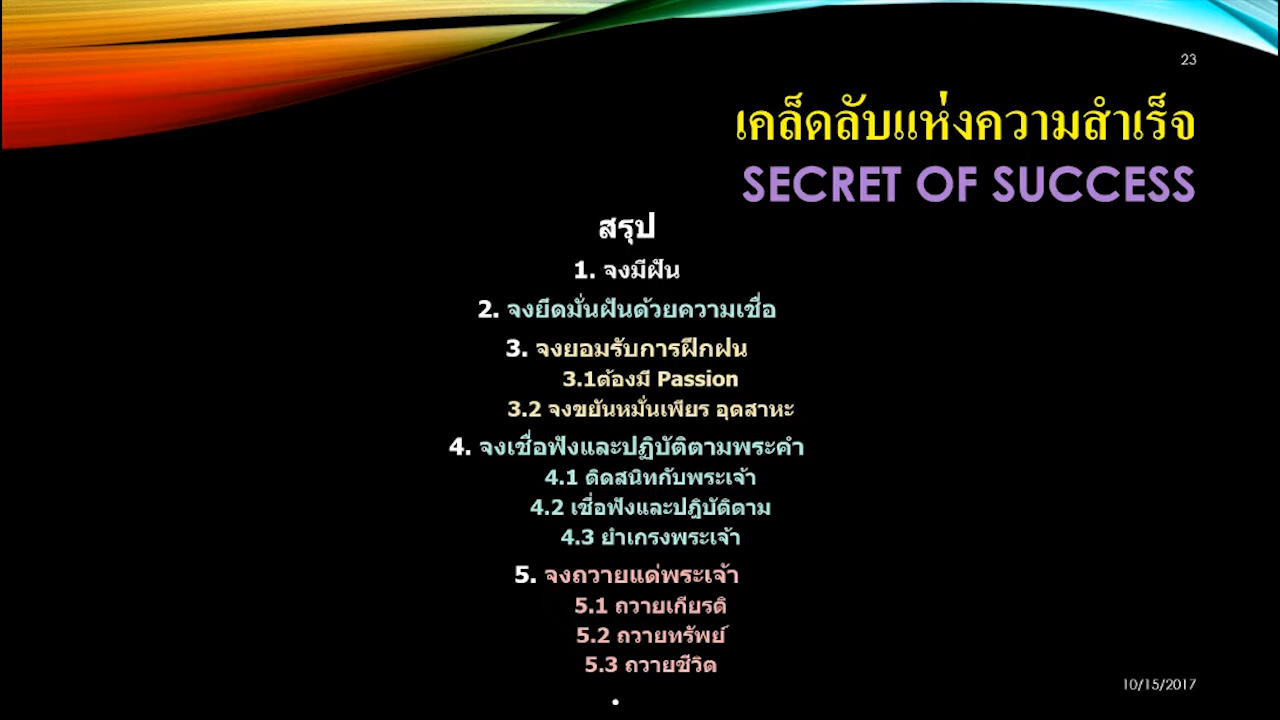 23
เคล็ดลับแห่งความสำเร็จ
SECRET OF SUCCESS
สรุป
1. จงมีฝัน
2. จงยึดมั่นฝันด้วยความเชื่อ
3. จงยอมรับการฝึกฝน
3.1ต้องมี Passion
3.2 จงขยันหมั่นเพียร อุตสาหะ
4. จงเชื่อฟังและปฏิบัติตามพระคำ
4.1 ติดสนิทกับพระเจ้า
4.2 เชื่อฟังและปฏิบัติตาม
4.3 ยำเกรงพระเจ้า
5. จงถวายแด่พระเจ้า
5.1 ถวายเกียรติ
5.2 ถวายทรัพย์
5.3 ถวายชีวิต
•
10/15/2017